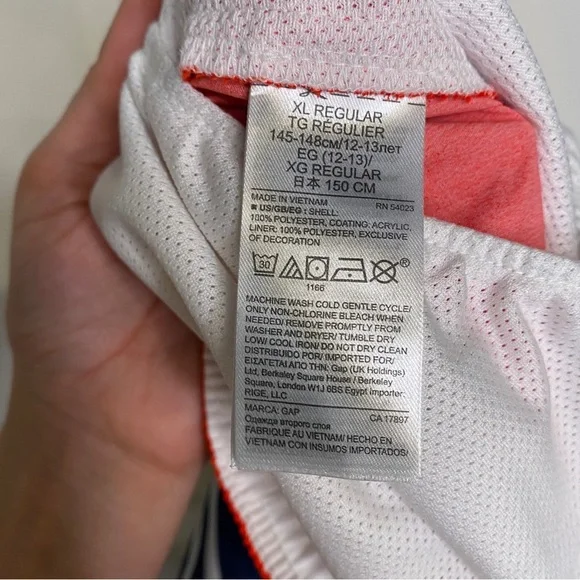 XL REGULAR
TG RÉGULIER
145-148см/12-13лет
EG (12-13)/
XG REGULAR
日本 150 CM
MADE IN VIETNAM RN 54023
■ US/GB/EG : SHELL:
100% POLYESTER, COATING: ACRYLIC,
LINER: 100% POLYESTER, EXCLUSIVE
OF DECORATION
30 ®
1166
MACHINE WASH COLD GENTLE CYCLE/
ONLY NON-CHLORINE BLEACH WHEN
NEEDED/ REMOVE PROMPTLY FROM
WASHER AND DRYER/ TUMBLE DRY
LOW/ COOL IRON/ DO NOT DRY CLEAN
DISTRIBUIDO POR/ IMPORTED FOR/
ΕΙΣΑΓΕΤΑΙ ΑΠΟ ΤΗΝ: Gap (UK Holdings)
Ltd, Berkeley Square House / Berkeley
Square, London W1J 6BS Egypt Importer:
RIGE, LLC
MARCA: GAP CA 17897
Одежда второго слоя
FABRIQUÉ AU VIETNAM/ HECHO EN
VIETNAM CON INSUMOS IMPORTADOS/